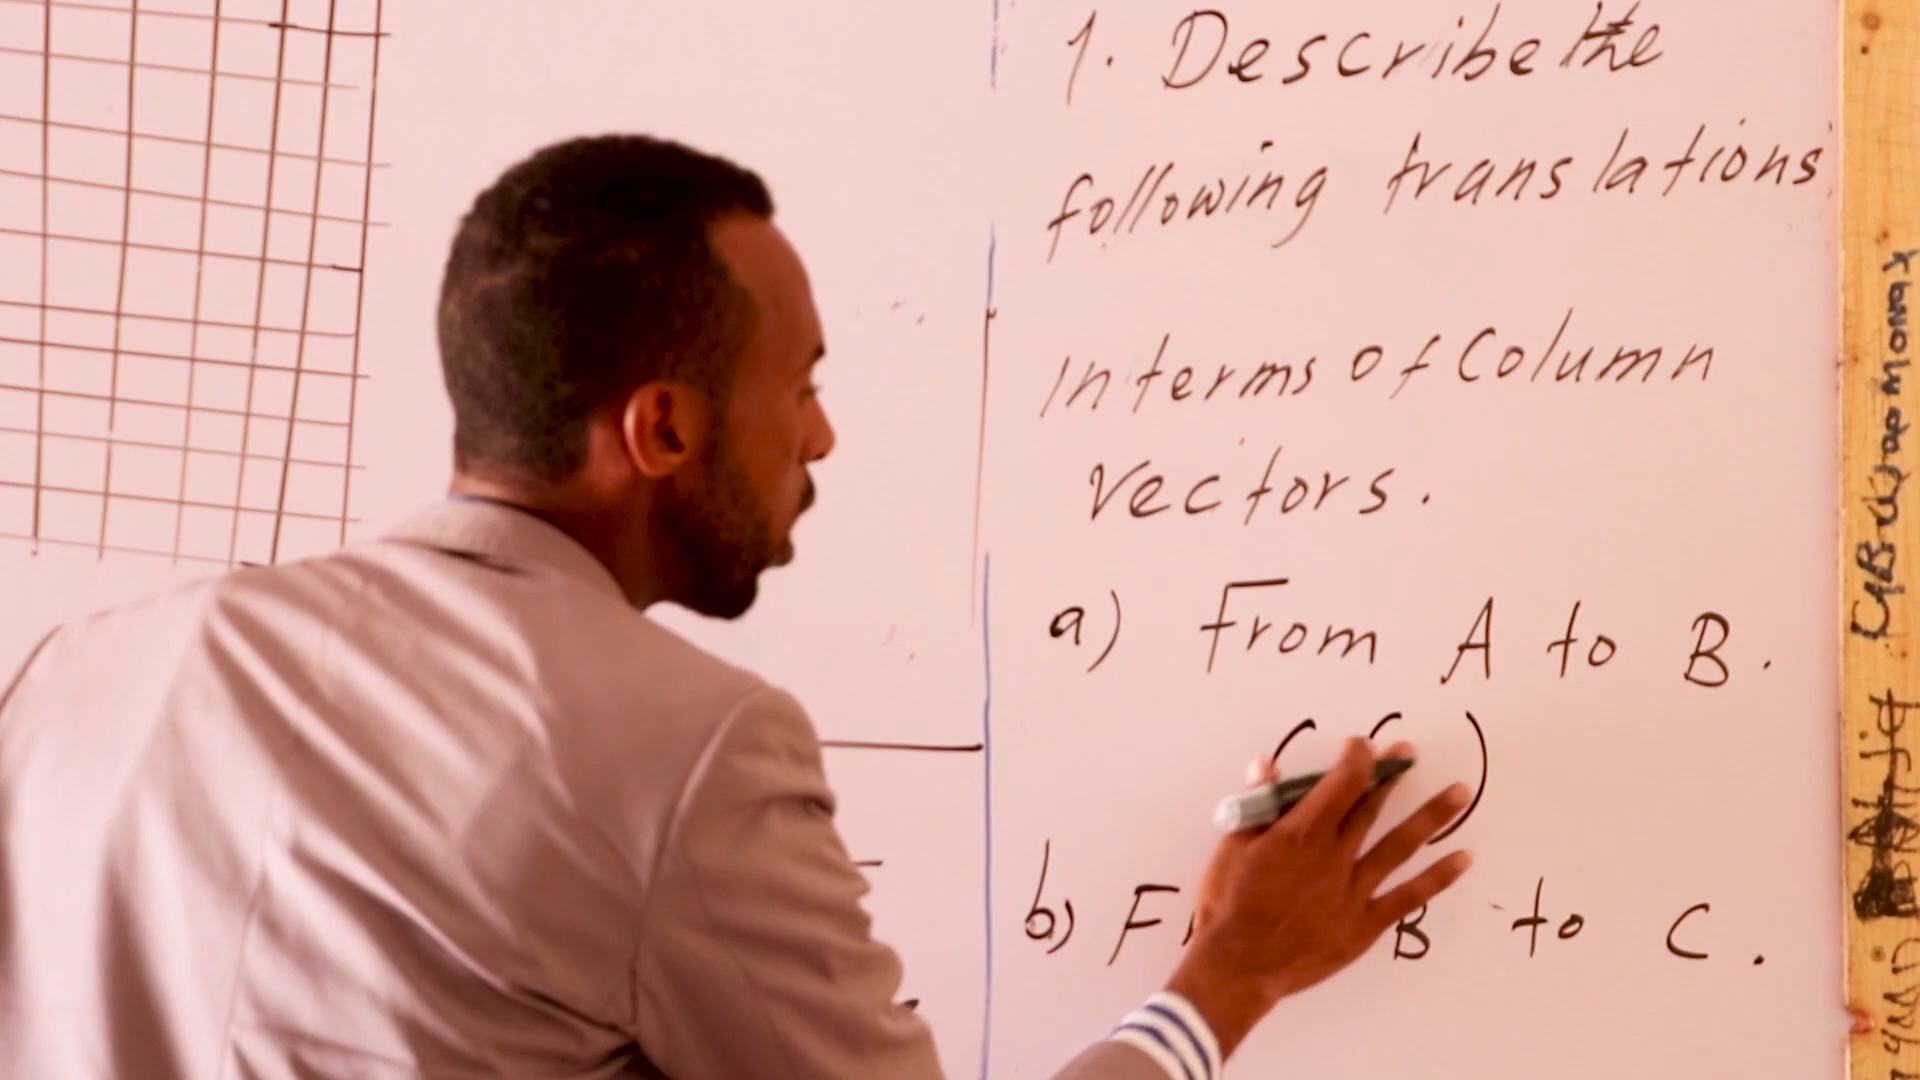 1. Describe the
following translations
In terms of Column
Vectors.
a) From A to B.
( ( )
b) B to C.